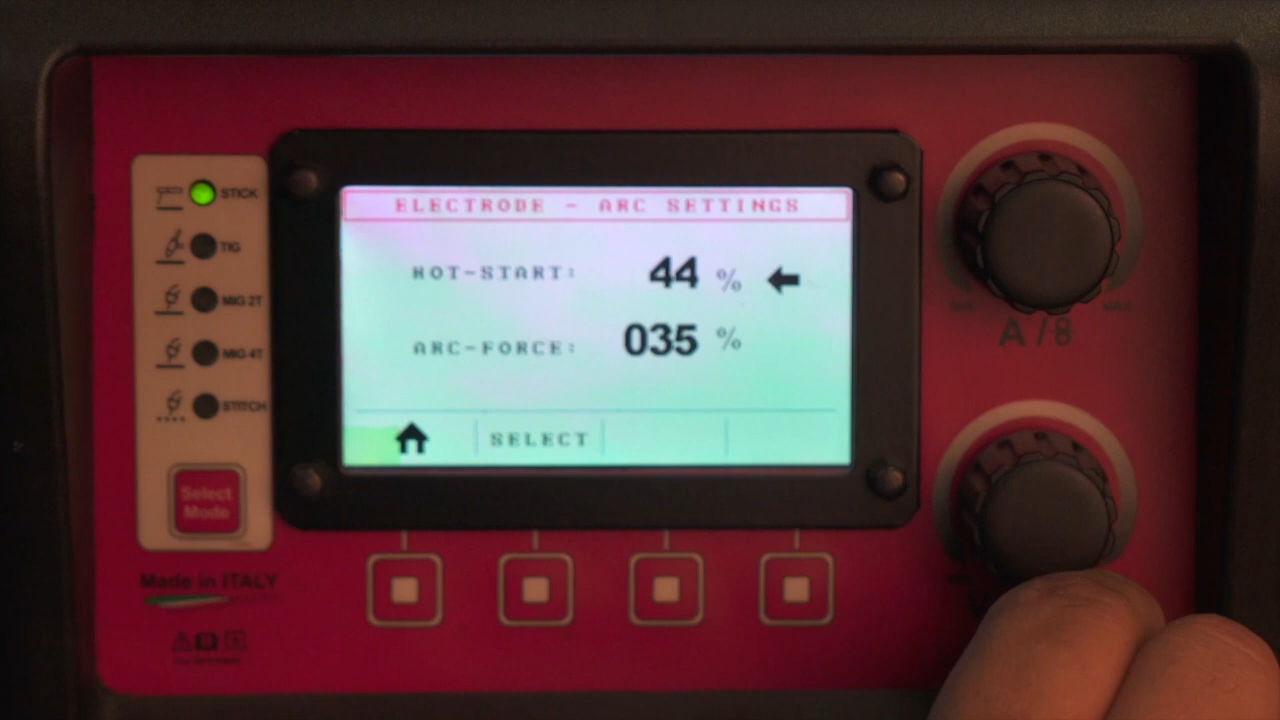 STICK
TIG
MIG 2T
MIG 4T
STITCH
Select
Mode
Made in ITALY
ELECTRODE - ARC SETTINGS
HOT-START: 44 %
ARC-FORCE: 035 %
SELECT
MAX
A/8